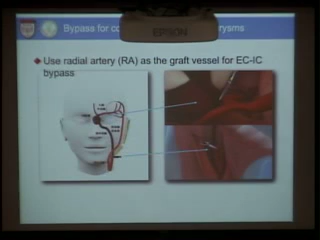 Bypass for co
rysms
EPSON
Use radial artery (RA) as the graft vessel for EC-IC
bypass